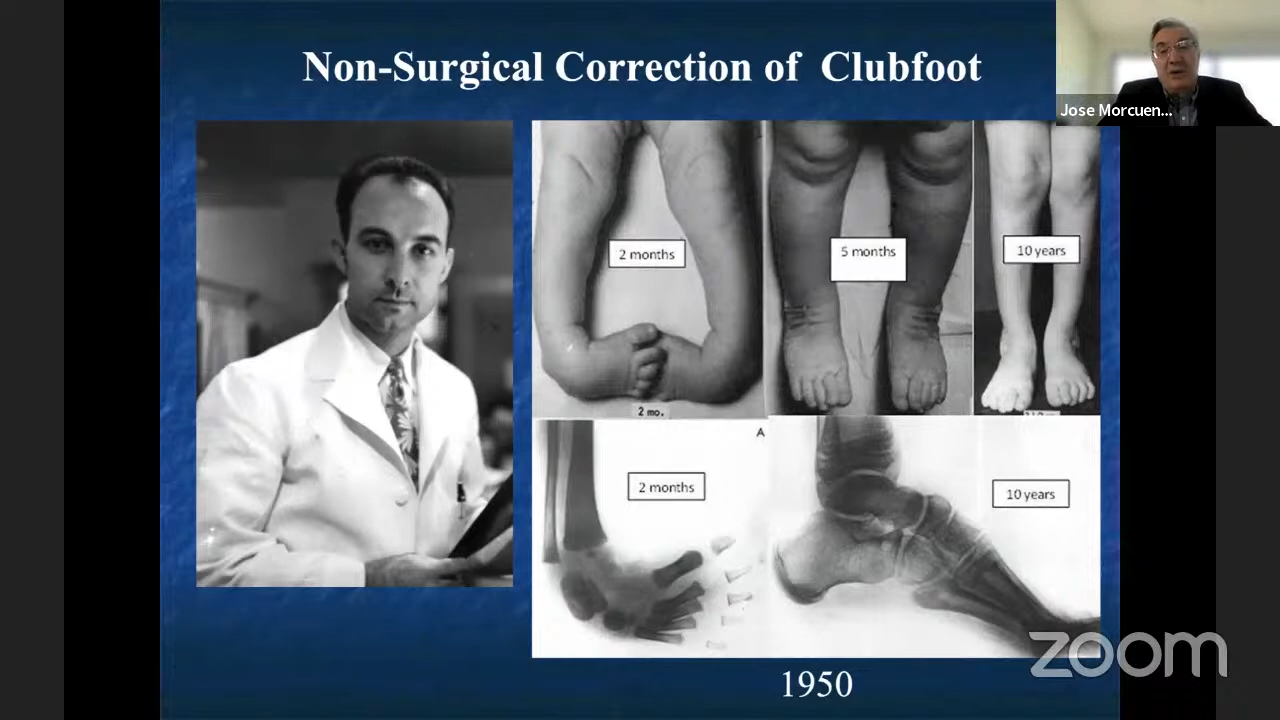 Non-Surgical Correction of Clubfoot
Jose Morcuen...
2 months
5 months
10 years
2 mo.
A
2 months
10 years
1950
zoom